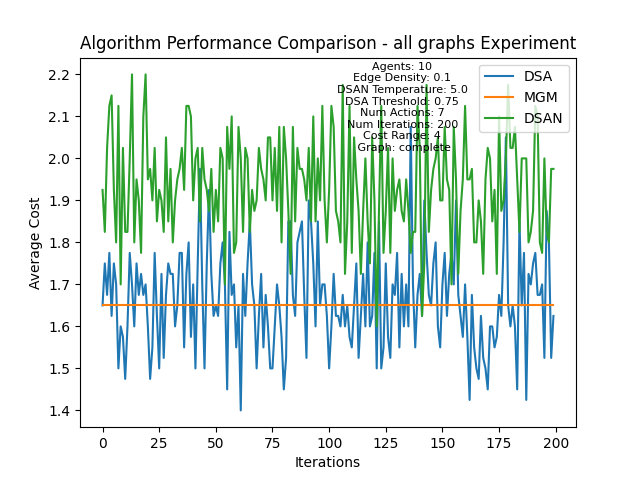 Algorithm Performance Comparison - all graphs Experiment
Agents: 10
Edge Density: 0.1
DSAN Temperature: 5.0
DSA Threshold: 0.75
Num Actions: 7
Num Iterations: 200
Cost Range: 4
Graph: complete
DSA
MGM
DSAN
Average Cost
2.2
2.1
2.0
1.9
1.8
1.7
1.6
1.5
1.4
0
25
50
75
100
125
150
175
200
Iterations